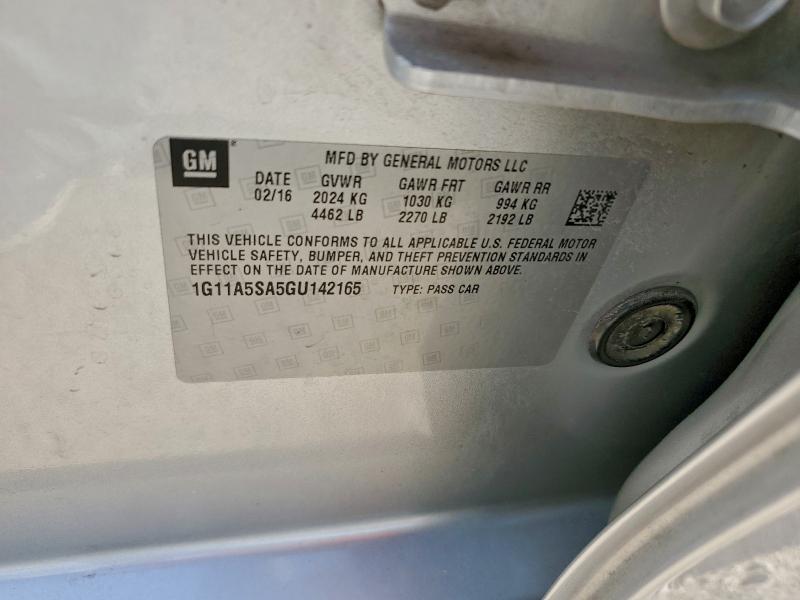 GM
MFD BY GENERAL MOTORS LLC
DATE GVWR GAWR FRT GAWR RR
02/16 2024 KG 1030 KG 994 KG
4462 LB 2270 LB 2192 LB
THIS VEHICLE CONFORMS TO ALL APPLICABLE U.S. FEDERAL MOTOR
VEHICLE SAFETY, BUMPER, AND THEFT PREVENTION STANDARDS IN
EFFECT ON THE DATE OF MANUFACTURE SHOWN ABOVE.
1G11A5SA5GU142165 TYPE: PASS CAR